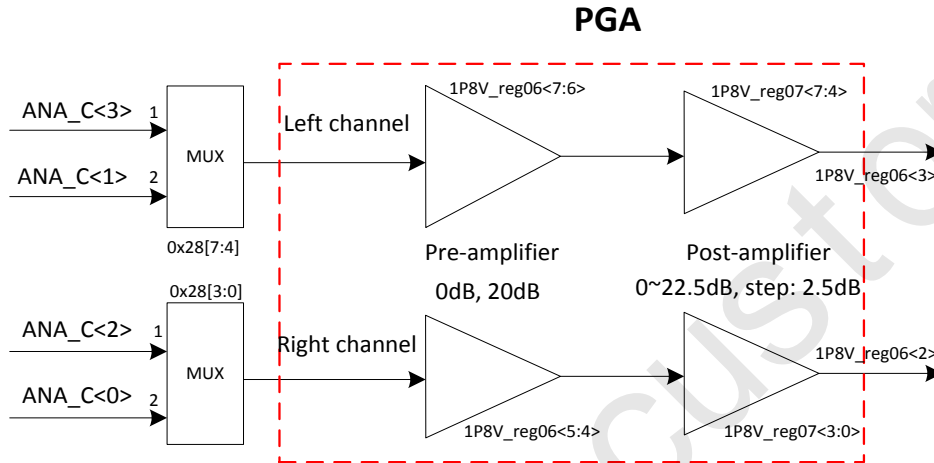 PGA
1P8V_reg06<7:6>
1P8V_reg07<7:4>
ANA_C<3>
1
Left channel
MUX
ANA_C<1>
2
1P8V_reg06<3>
0x28[7:4]
Pre-amplifier
Post-amplifier
0dB, 20dB
0~22.5dB, step: 2.5dB
0x28[3:0]
ANA_C<2>
1
Right channel
1P8V_reg06<2>
MUX
ANA_C<0>
2
1P8V_reg06<5:4>
1P8V_reg07<3:0>
custo